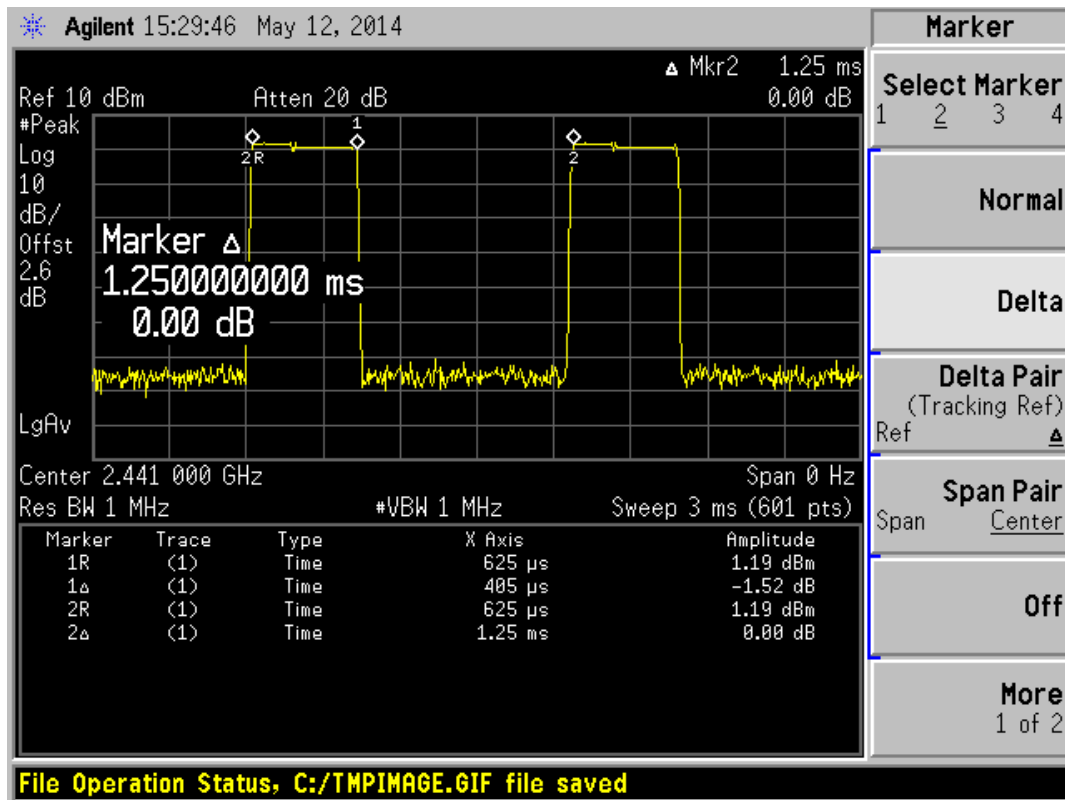 Agilent 15:29:46 May 12, 2014
Marker
Δ Mkr2 1.25 ms
Ref 10 dBm Atten 20 dB 0.00 dB
#Peak
Log
10
dB/
Offst
2.6
dB
LgAv
1
2R
2
Marker Δ
1.250000000 ms
0.00 dB
Center 2.441 000 GHz Span 0 Hz
Res BW 1 MHz #VBW 1 MHz Sweep 3 ms (601 pts)
Marker Trace Type X Axis Amplitude
1R (1) Time 625 µs 1.19 dBm
1Δ (1) Time 405 µs -1.52 dB
2R (1) Time 625 µs 1.19 dBm
2Δ (1) Time 1.25 ms 0.00 dB
Select Marker
1 2 3 4
Normal
Delta
Delta Pair
(Tracking Ref)
Ref Δ
Span Pair
Span Center
Off
More
1 of 2
File Operation Status, C:/TMPIMAGE.GIF file saved